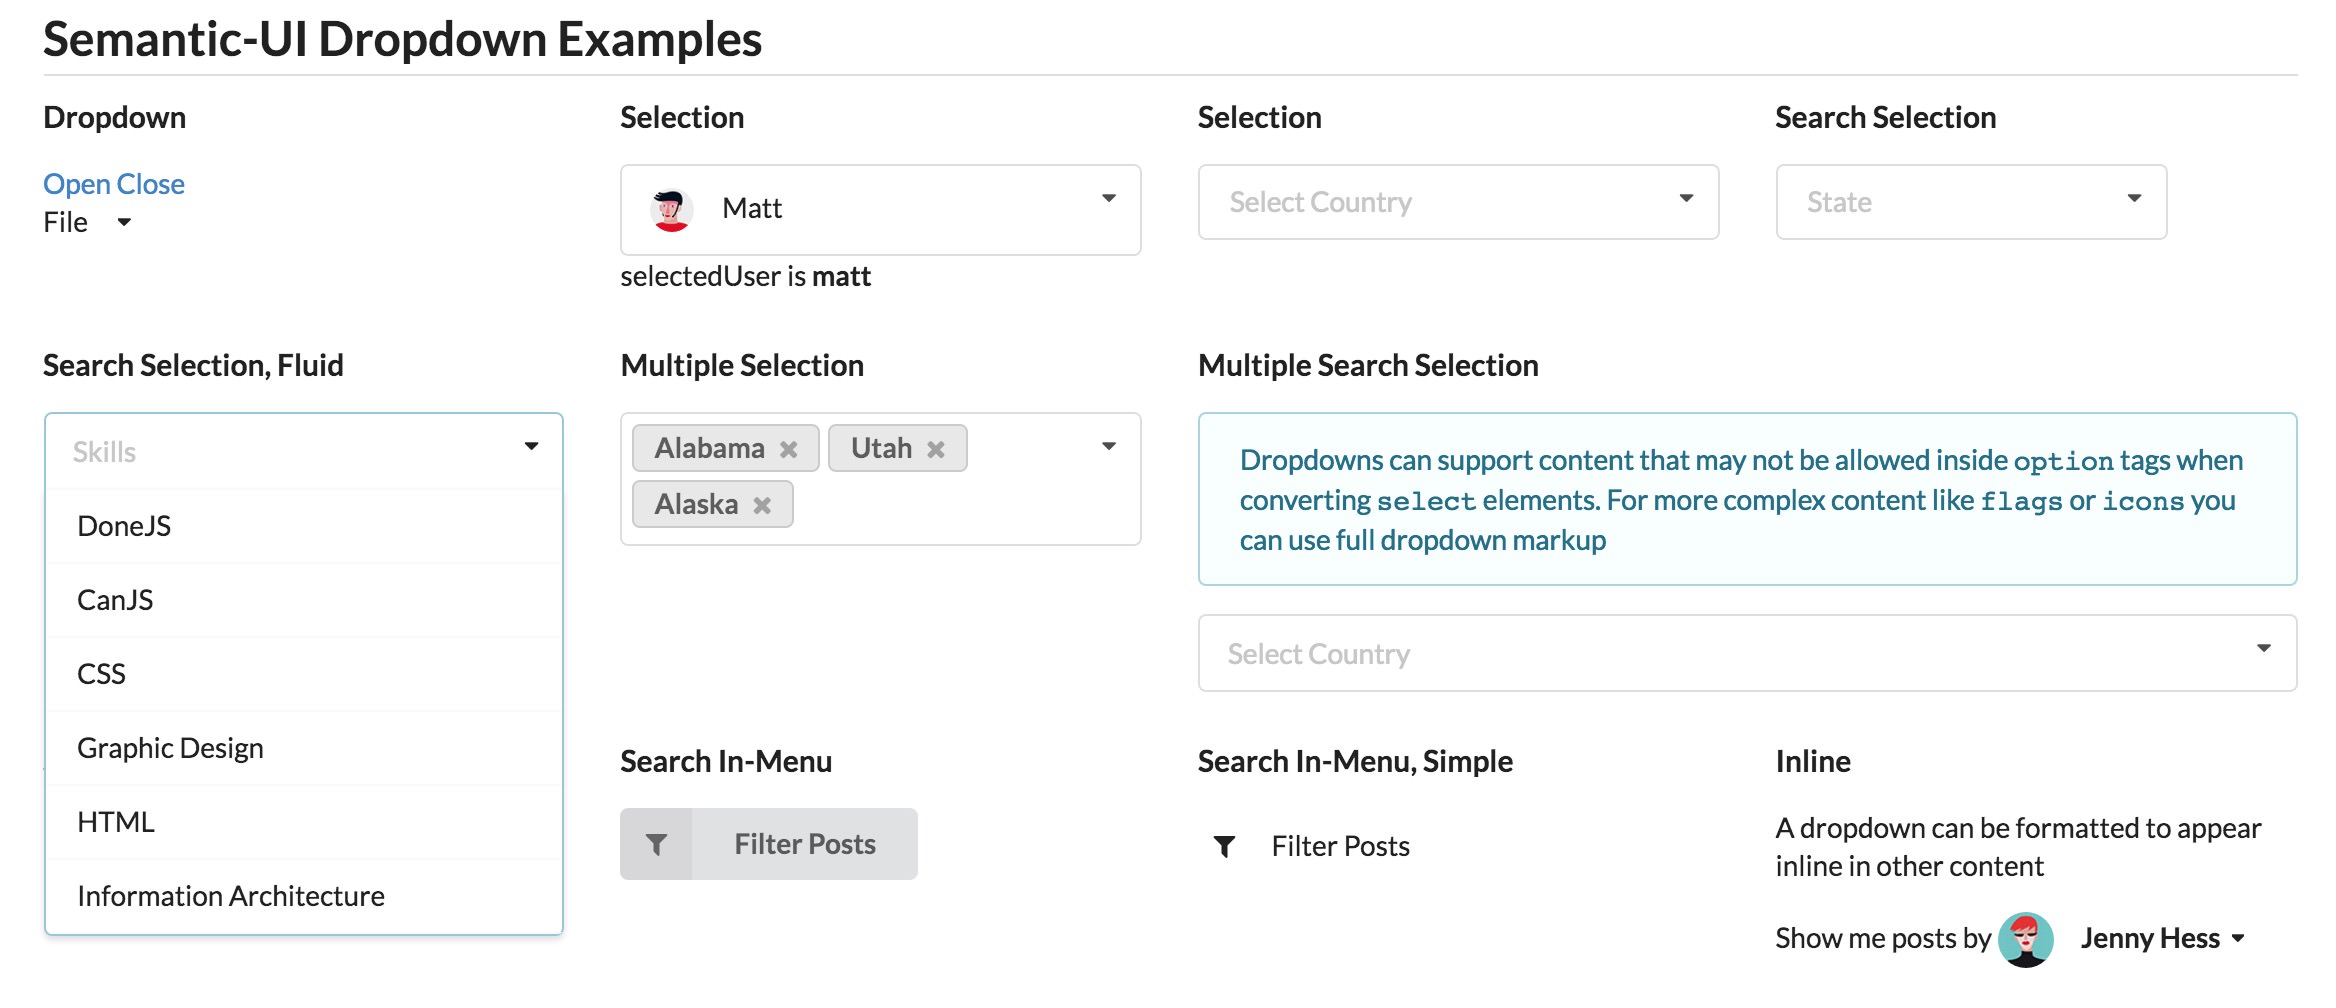 Semantic-UI Dropdown Examples
Dropdown
Open Close
File
Selection
Matt
selectedUser is matt
Selection
Select Country
Search Selection
State
Search Selection, Fluid
Skills
DoneJS
CanJS
CSS
Graphic Design
HTML
Information Architecture
Multiple Selection
Alabama
Utah
Alaska
Multiple Search Selection
Dropdowns can support content that may not be allowed inside option tags when
converting select elements. For more complex content like flags or icons you
can use full dropdown markup
Select Country
Search In-Menu
Filter Posts
Search In-Menu, Simple
Filter Posts
Inline
A dropdown can be formatted to appear
inline in other content
Show me posts by Jenny Hess